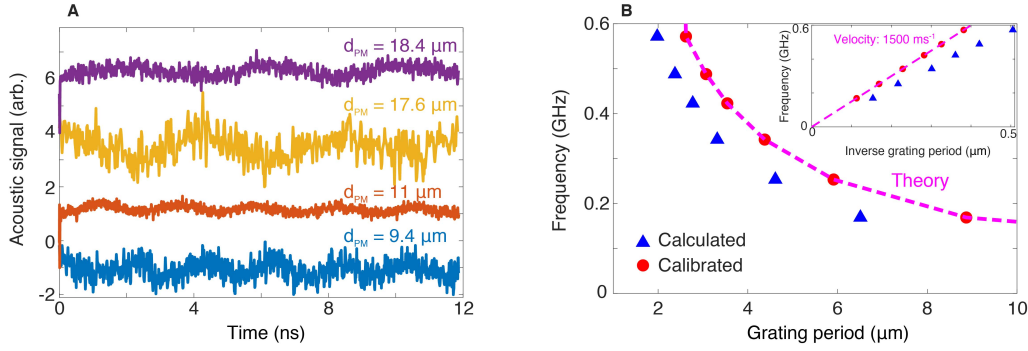 A
Acoustic signal (arb.)
8
6
4
2
0
-2
d_PM = 18.4 μm
d_PM = 17.6 μm
d_PM = 11 μm
d_PM = 9.4 μm
0
4
8
12
Time (ns)
B
Frequency (GHz)
0.6
0.4
0.2
0
2
4
6
8
10
Grating period (μm)
Theory
Calculated
Calibrated
Frequency (GHz)
0.6
0
Velocity: 1500 ms⁻¹
0
0.5
Inverse grating period (μm)